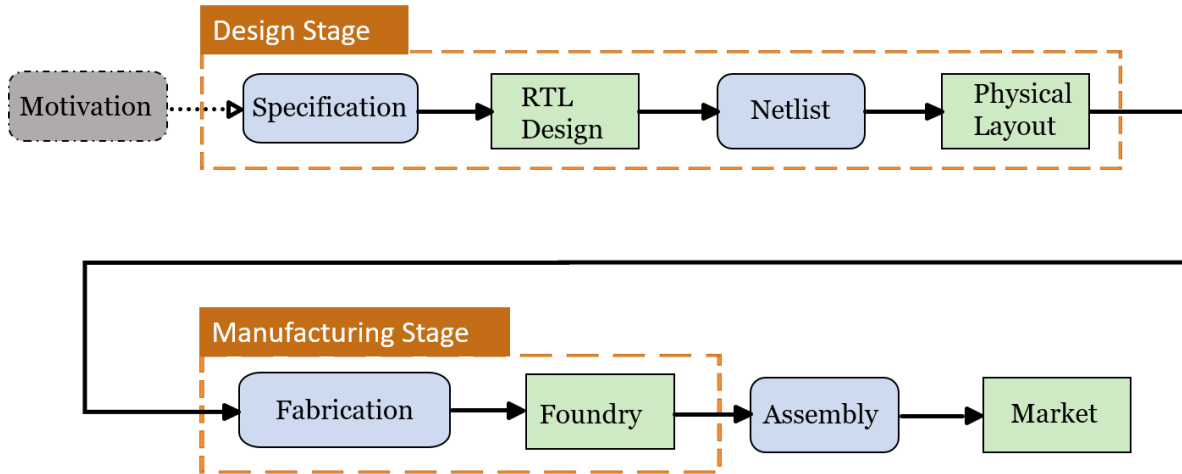 Design Stage
Motivation
Specification
RTL
Design
Netlist
Physical
Layout
Manufacturing Stage
Fabrication
Foundry
Assembly
Market